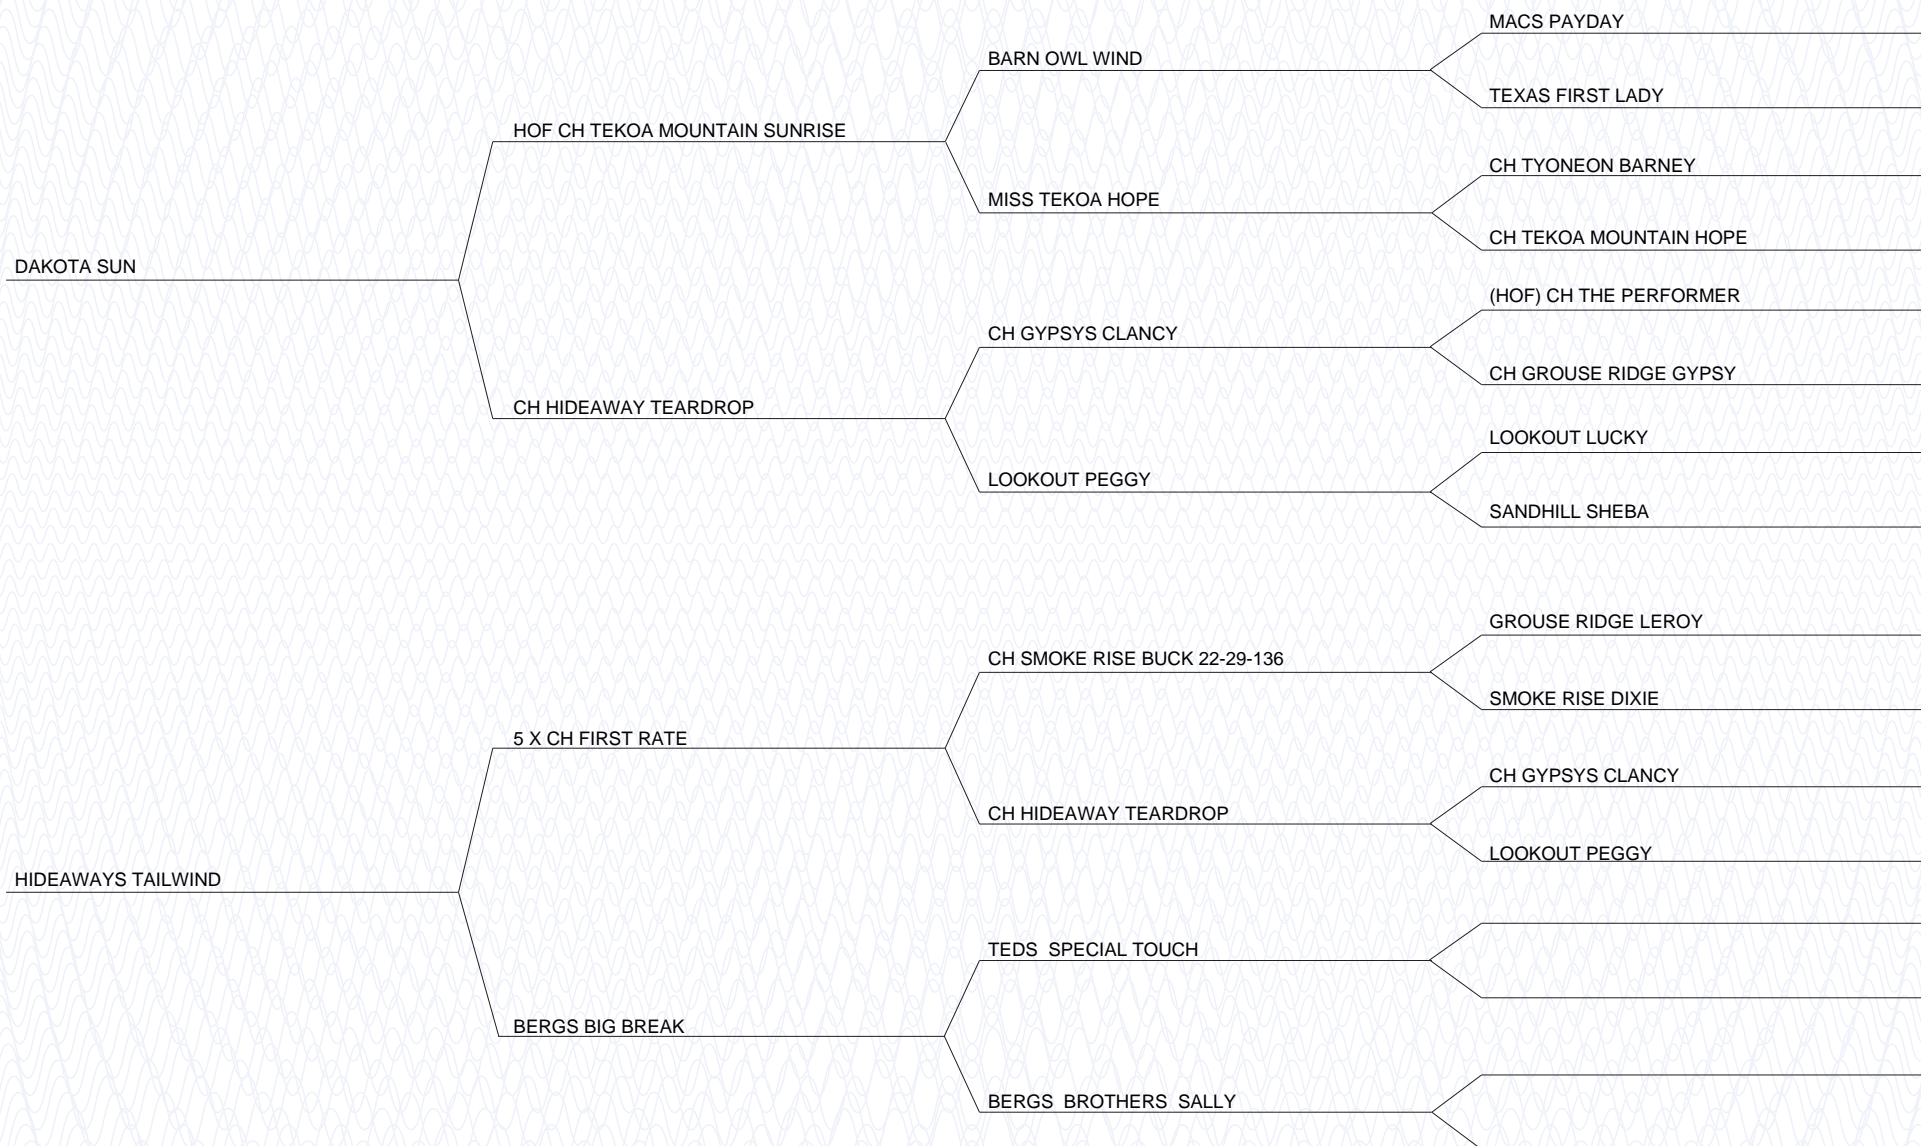 MACS PAYDAY
BARN OWL WIND
TEXAS FIRST LADY
HOF CH TEKOA MOUNTAIN SUNRISE
CH TYONEON BARNEY
MISS TEKOA HOPE
CH TEKOA MOUNTAIN HOPE
DAKOTA SUN
(HOF) CH THE PERFORMER
CH GYPSYS CLANCY
CH GROUSE RIDGE GYPSY
CH HIDEAWAY TEARDROP
LOOKOUT LUCKY
LOOKOUT PEGGY
SANDHILL SHEBA
GROUSE RIDGE LEROY
CH SMOKE RISE BUCK 22-29-136
SMOKE RISE DIXIE
5 X CH FIRST RATE
CH GYPSYS CLANCY
CH HIDEAWAY TEARDROP
LOOKOUT PEGGY
HIDEAWAYS TAILWIND
TEDS  SPECIAL TOUCH
BERGS BIG BREAK
BERGS  BROTHERS  SALLY